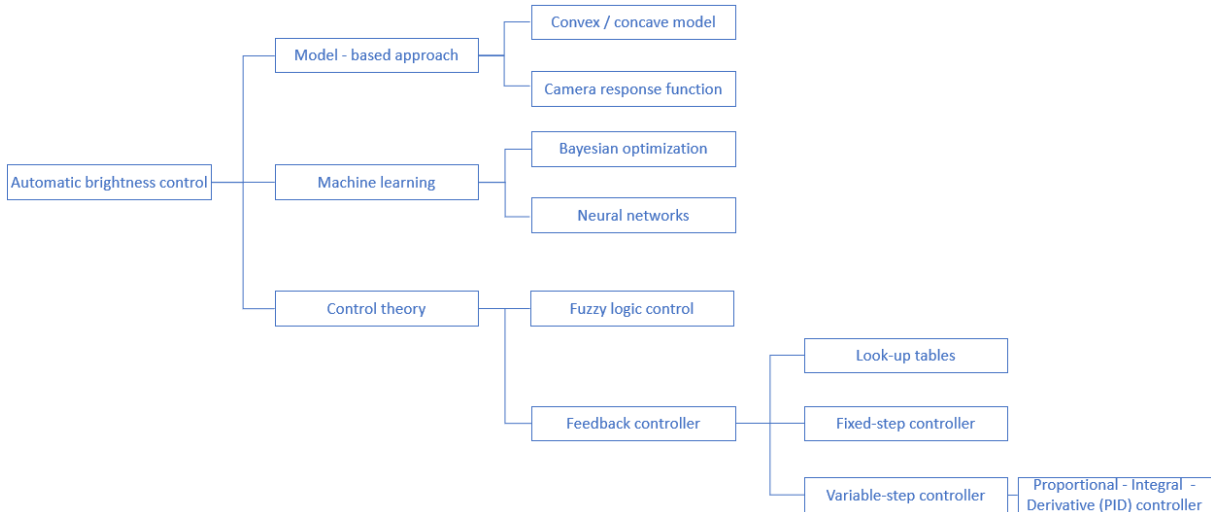 Convex / concave model
Model - based approach
Camera response function
Bayesian optimization
Automatic brightness control
Machine learning
Neural networks
Control theory
Fuzzy logic control
Look-up tables
Feedback controller
Fixed-step controller
Variable-step controller
Proportional - Integral -
Derivative (PID) controller